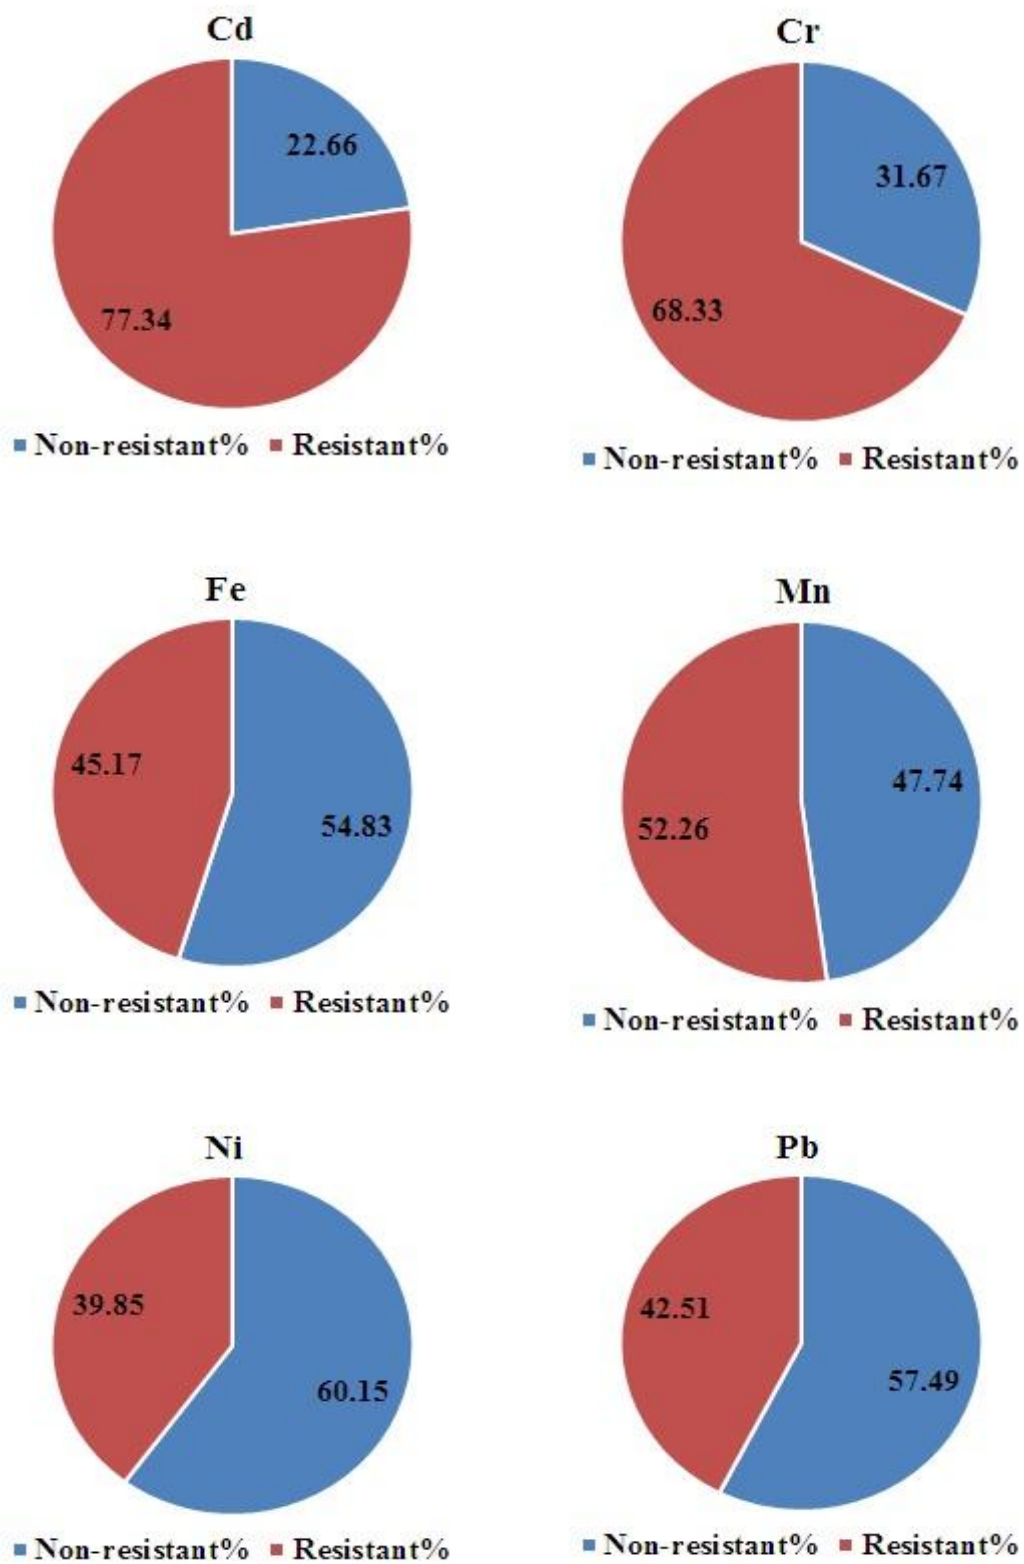 Cd
22.66
77.34
Non-resistant% Resistant%
Cr
31.67
68.33
Non-resistant% Resistant%
Fe
45.17
54.83
Non-resistant% Resistant%
Mn
47.74
52.26
Non-resistant% Resistant%
Ni
39.85
60.15
Non-resistant% Resistant%
Pb
42.51
57.49
Non-resistant% Resistant%